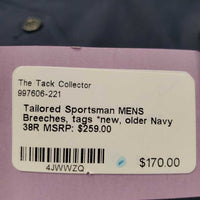 The Tack Collector
997606-221
Tailored Sportsman MENS
Breeches, tags *new, older Navy
38R MSRP: $259.00
4JWWZQ
$170.00